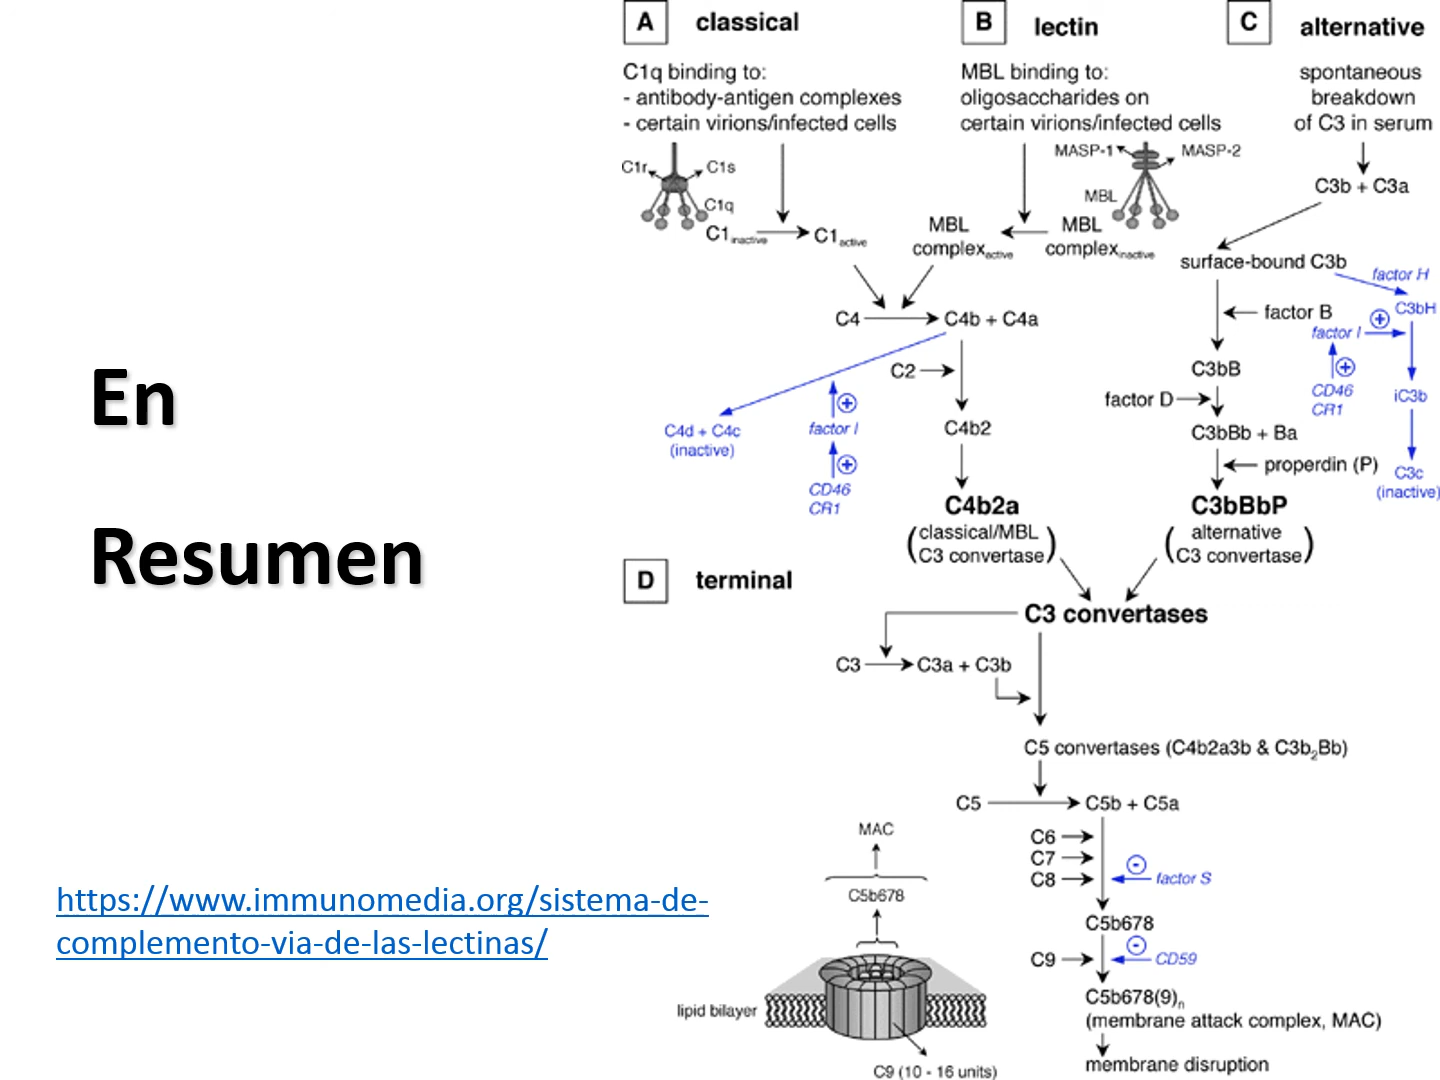 En
Resumen
https://www.immunomedia.org/sistema-de-
complemento-via-de-las-lectinas/
A classical
C1q binding to:
- antibody-antigen complexes
- certain virions/infected cells
C1r
C1s
C1q
C1inactive
C1active
B lectin
MBL binding to:
oligosaccharides on
certain virions/infected cells
MASP-1
MASP-2
MBL
MBL
complexactive
MBL
complexinactive
C alternative
spontaneous
breakdown
of C3 in serum
C3b + C3a
surface-bound C3b
factor H
C3bH
factor B
factor I
+
C3bB
+
CD46
CR1
iC3b
factor D
C3bBb + Ba
properdin (P)
C3c
(inactive)
C3bBbP
(alternative
C3 convertase)
C4
C4b + C4a
C2
C4d + C4c
(inactive)
+
factor I
+
CD46
CR1
C4b2
C4b2a
(classical/MBL
C3 convertase)
D terminal
C3 convertases
C3
C3a + C3b
C5 convertases (C4b2a3b & C3b2Bb)
C5
C5b + C5a
C6
C7
C8
-
factor S
C5b678
C9
-
CD59
C5b678(9)n
(membrane attack complex, MAC)
membrane disruption
MAC
C5b678
lipid bilayer
C9 (10 - 16 units)